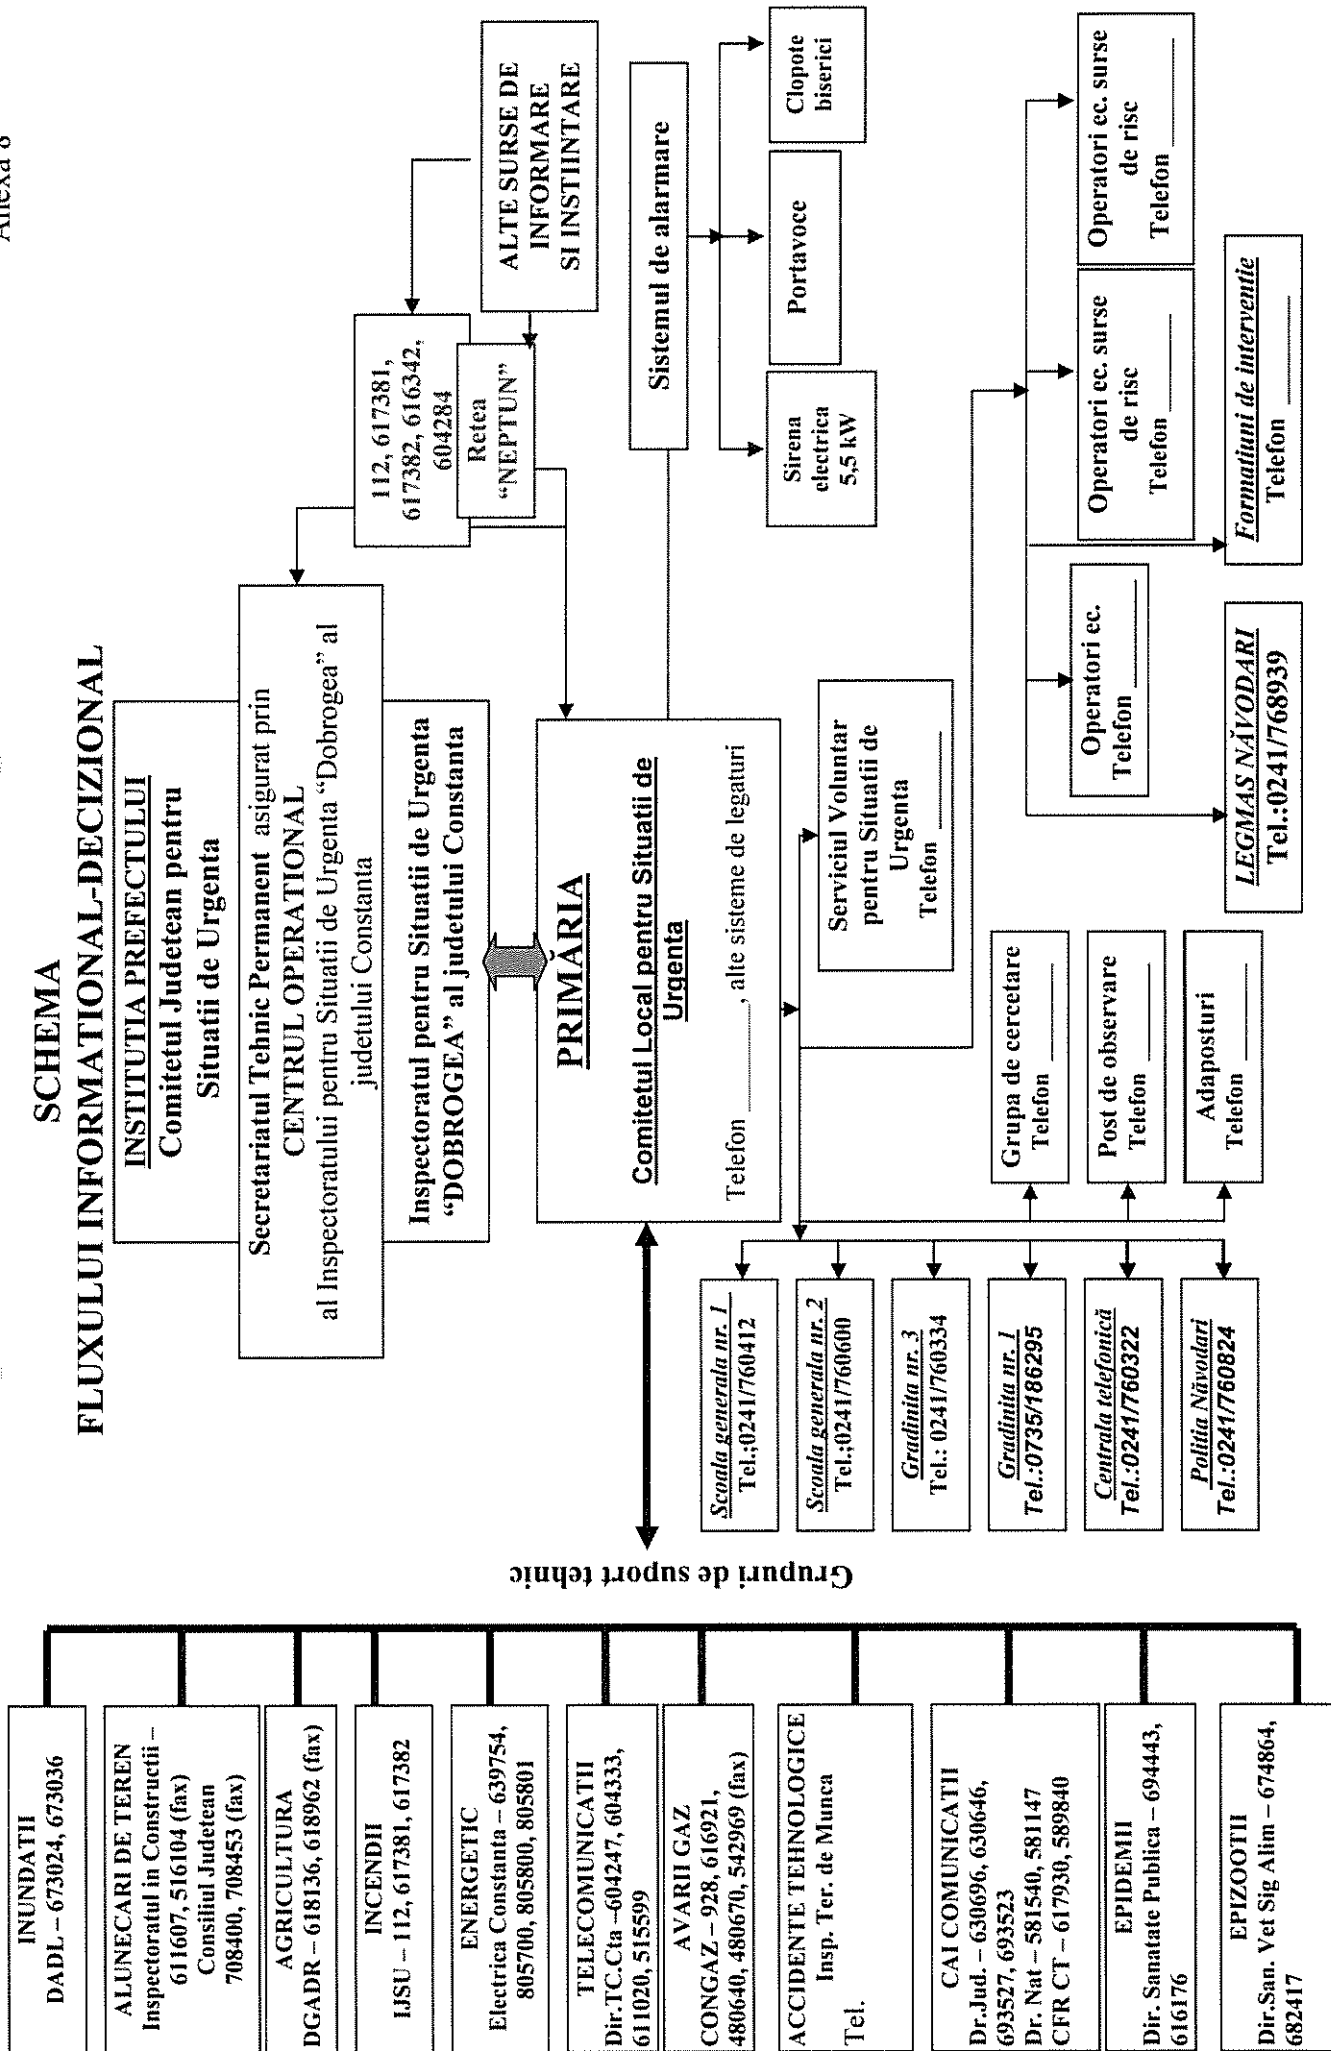 Anexa 8
SCHEMA
FLUXULUI INFORMATIONAL-DECIZIONAL
INSTITUTIA PREFECTULUI
Comitetul Judetean pentru
Situatii de Urgenta
Secretariatul Tehnic Permanent asigurat prin
CENTRUL OPERATIONAL
al Inspectoratului pentru Situatii de Urgenta “Dobrogea” al
judetului Constanta
Inspectoratul pentru Situatii de Urgenta
“DOBROGEA” al judetului Constanta
112, 617381,
617382, 616342,
604284
Retea
“NEPTUN”
ALTE SURSE DE
INFORMARE
SI INSTIINTARE
PRIMĂRIA
Comitetul Local pentru Situatii de
Urgenta
Telefon ______, alte sisteme de legaturi
Sistemul de alarmare
Sirena
electrica
5,5 kW
Portavoce
Clopote
biserici
Grupuri de suport tehnic
INUNDATII
DADL – 673024, 673036
ALUNECARI DE TEREN
Inspectoratul in Constructii –
611607, 516104 (fax)
Consiliul Judetean
708400, 708453 (fax)
AGRICULTURA
DGADR – 618136, 618962 (fax)
INCENDII
IJSU – 112, 617381, 617382
ENERGETIC
Electrica Constanta – 639754,
805700, 805800, 805801
TELECOMUNICATII
Dir.TC.Cta –604247, 604333,
611020, 515599
AVARII GAZ
CONGAZ – 928, 616921,
480640, 480670, 542969 (fax)
ACCIDENTE TEHNOLOGICE
Insp. Ter. de Munca
Tel.
CAI COMUNICATII
Dr.Jud. – 630696, 630646,
693527, 693523
Dr. Nat – 581540, 581147
CFR CT – 617930, 589840
EPIDEMII
Dir. Sanatate Publica – 694443,
616176
EPIZOOTII
Dir.San. Vet Sig Alim – 674864,
682417
Scoala generala nr. 1
Tel.;0241/760412
Scoala generala nr. 2
Tel.;0241/760600
Gradinita nr. 3
Tel.: 0241/760334
Gradinita nr. 1
Tel.:0735/186295
Centrala telefonică
Tel.:0241/760322
Politia Năvodari
Tel.:0241/760824
Serviciul Voluntar
pentru Situatii de
Urgenta
Telefon ______
Grupa de cercetare
Telefon ______
Post de observare
Telefon ______
Adaposturi
Telefon ______
Operatori ec.
Telefon ______
Operatori ec. surse
de risc
Telefon ______
Operatori ec. surse
de risc
Telefon ______
LEGMAS NĂVODARI
Tel.:0241/768939
Formatiuni de interventie
Telefon ______